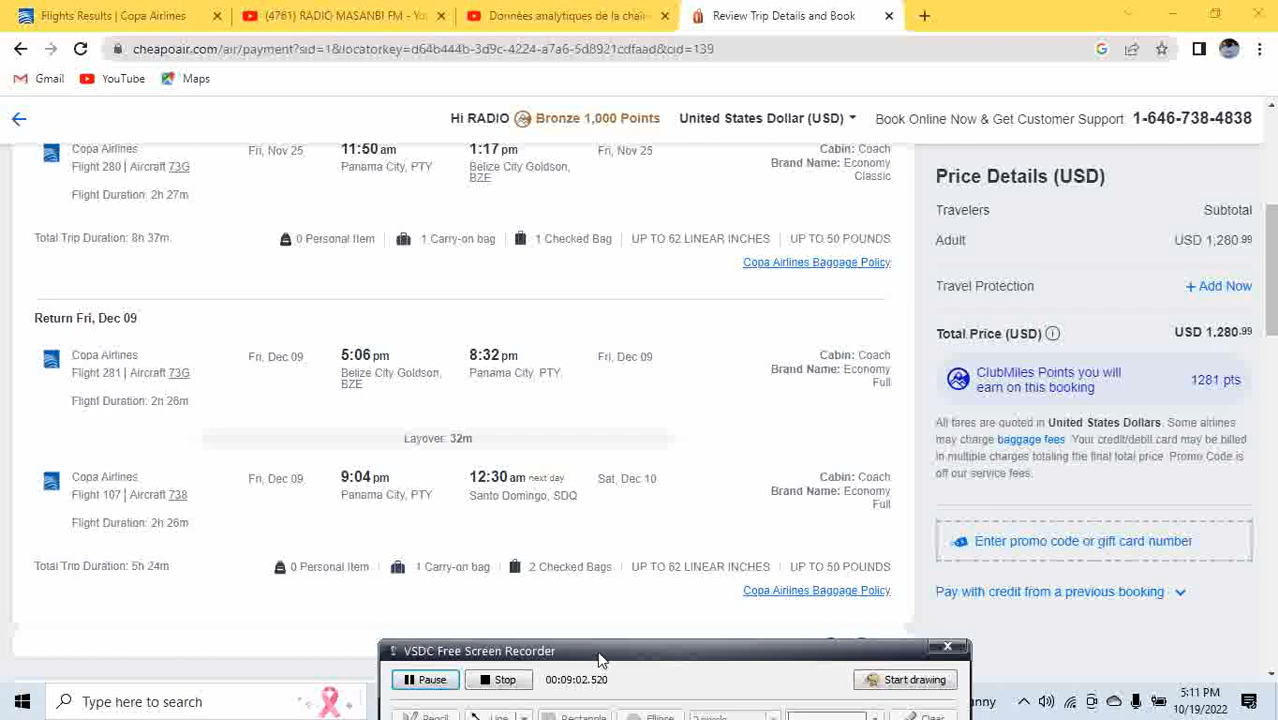 Flights Results | Copa Airlines
(4761) RADIO MASANBI FM - You
Données analytiques de la chaîn
Review Trip Details and Book
cheapoair.com/air/payment?sid=1&locatorkey=d64b444b-3d9c-4224-a7a6-5d8921cdfaad&cid=139
Gmail
YouTube
Maps
Hi RADIO Bronze 1,000 Points
United States Dollar (USD)
Book Online Now & Get Customer Support 1-646-738-4838
Copa Airlines
Flight 280 | Aircraft 73G
Flight Duration: 2h 27m
Fri, Nov 25
11:50 am
Panama City, PTY
1:17 pm
Belize City Goldson,
BZE
Fri, Nov 25
Cabin: Coach
Brand Name: Economy
Classic
Total Trip Duration: 8h 37m.
0 Personal Item
1 Carry-on bag
1 Checked Bag
UP TO 62 LINEAR INCHES
UP TO 50 POUNDS
Copa Airlines Baggage Policy
Return Fri, Dec 09
Copa Airlines
Flight 281 | Aircraft 73G
Flight Duration: 2h 26m
Fri, Dec 09
5:06 pm
Belize City Goldson,
BZE
8:32 pm
Panama City, PTY
Fri, Dec 09
Cabin: Coach
Brand Name: Economy
Full
Layover: 32m
Copa Airlines
Flight 107 | Aircraft 738
Flight Duration: 2h 26m
Fri, Dec 09
9:04 pm
Panama City, PTY
12:30 am next day
Santo Domingo, SDQ
Sat, Dec 10
Cabin: Coach
Brand Name: Economy
Full
Total Trip Duration: 5h 24m
0 Personal Item
1 Carry-on bag
2 Checked Bags
UP TO 62 LINEAR INCHES
UP TO 50 POUNDS
Copa Airlines Baggage Policy
Price Details (USD)
Travelers Subtotal
Adult USD 1,280.99
Travel Protection + Add Now
Total Price (USD) USD 1,280.99
ClubMiles Points you will
earn on this booking
1281 pts
All fares are quoted in United States Dollars. Some airlines
may charge baggage fees. Your credit/debit card may be billed
in multiple charges totaling the final total price. Promo Code is
off our service fees.
Enter promo code or gift card number
Pay with credit from a previous booking
VSDC Free Screen Recorder
Pause
Stop
00:09:02.520
Start drawing
Pencil
Line
Rectangle
Ellipse
Clear
Type here to search
nny
5:11 PM
10/19/2022